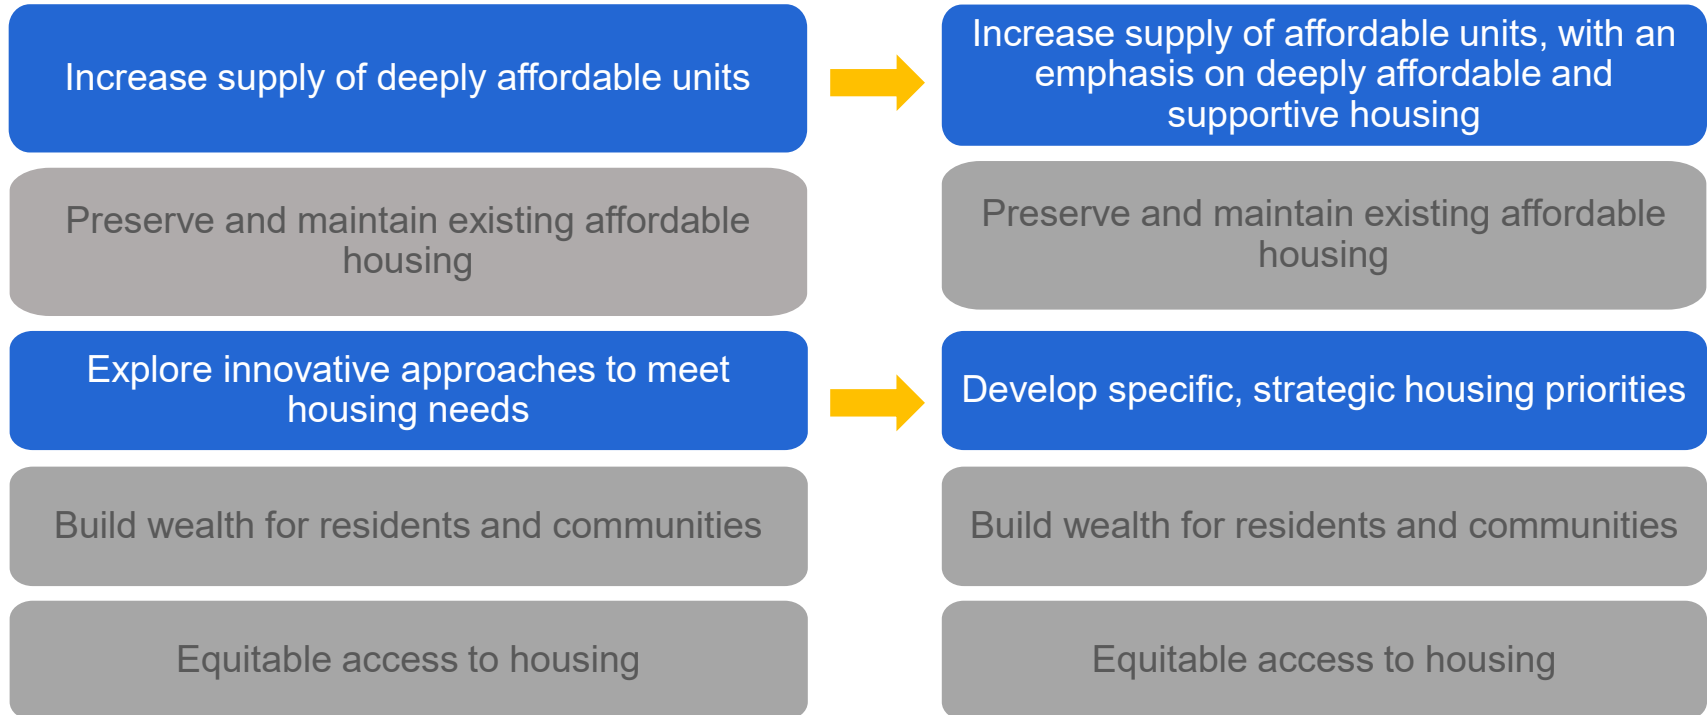 Increase supply of deeply affordable units
Increase supply of affordable units, with an
emphasis on deeply affordable and
supportive housing
Preserve and maintain existing affordable
housing
Preserve and maintain existing affordable
housing
Explore innovative approaches to meet
housing needs
Develop specific, strategic housing priorities
Build wealth for residents and communities
Build wealth for residents and communities
Equitable access to housing
Equitable access to housing